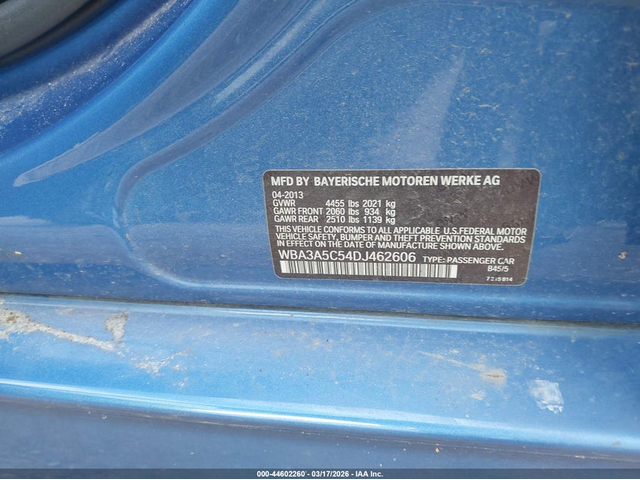 MFD BY BAYERISCHE MOTOREN WERKE AG
04-2013
GVWR 4455 lbs 2021 kg
GAWR FRONT 2060 lbs 934 kg
GAWR REAR 2510 lbs 1139 kg
THIS VEHICLE CONFORMS TO ALL APPLICABLE U.S. FEDERAL MOTOR
VEHICLE SAFETY, BUMPER AND THEFT PREVENTION STANDARDS IN
EFFECT ON THE DATE OF MANUFACTURE SHOWN ABOVE.
WBA3A5C54DJ462606 TYPE: PASSENGER CAR
B45/5
000-44602260 - 03/17/2026 - IAA Inc.